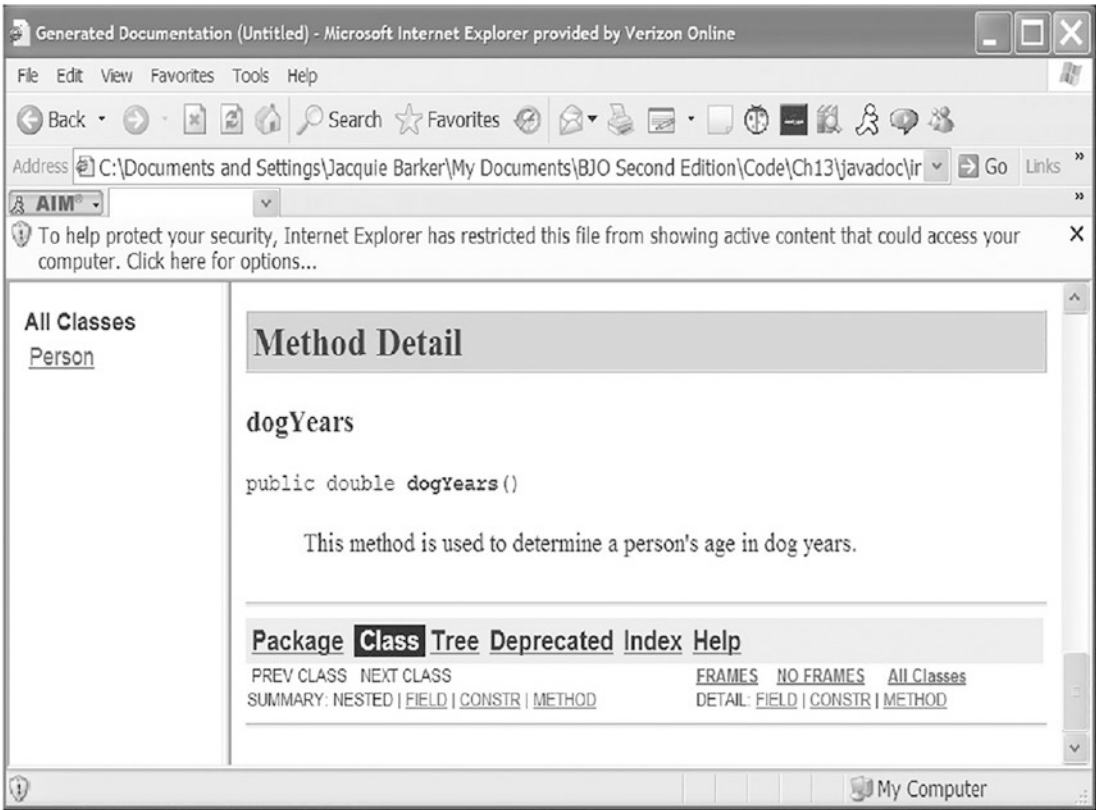 Generated Documentation (Untitled) - Microsoft Internet Explorer provided by Verizon Online
File Edit View Favorites Tools Help
Back Search Favorites
Address C:\Documents and Settings\Jacquie Barker\My Documents\BJO Second Edition\Code\Ch13\javadoc\ir Go Links »
AIM® »
To help protect your security, Internet Explorer has restricted this file from showing active content that could access your
computer. Click here for options...
All Classes
Person
Method Detail
dogYears
public double dogYears()
This method is used to determine a person's age in dog years.
Package Class Tree Deprecated Index Help
PREV CLASS NEXT CLASS FRAMES NO FRAMES All Classes
SUMMARY: NESTED | FIELD | CONSTR | METHOD DETAIL: FIELD | CONSTR | METHOD
My Computer